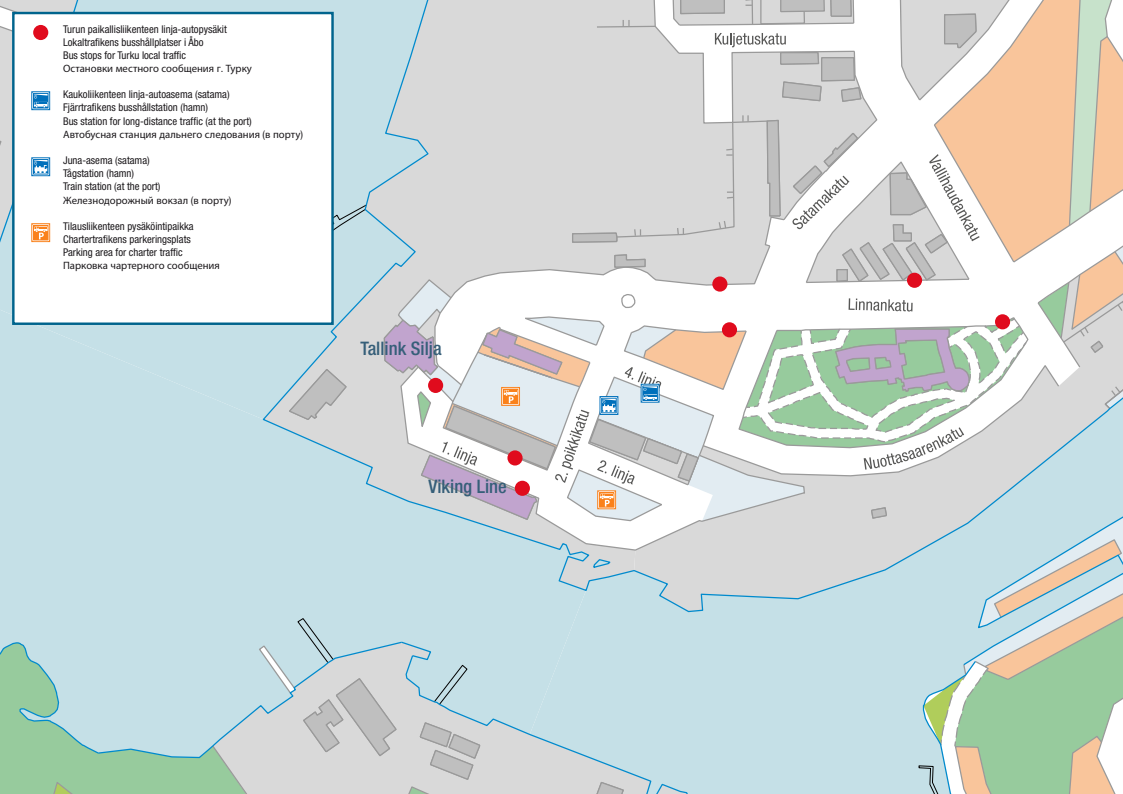 Turun paikallisliikenteen linja-autopysäkit
Lokaltrafikens busshållplatser i Åbo
Bus stops for Turku local traffic
Остановки местного сообщения г. Турку
Kaukoliikenteen linja-autoasema (satama)
Fjärrtrafikens busshållstation (hamn)
Bus station for long-distance traffic (at the port)
Автобусная станция дальнего следования (в порту)
Juna-asema (satama)
Tågstation (hamn)
Train station (at the port)
Железнодорожный вокзал (в порту)
P
Tilausliikenteen pysäköintipaikka
Chartertrafikens parkeringsplats
Parking area for charter traffic
Парковка чартерного сообщения
Kuljetuskatu
Satamakatu
Vallihaudankatu
Linnankatu
Tallink Silja
4. linja
P
2. poikkikatu
1. linja
2. linja
Nuottasaarenkatu
Viking Line
P